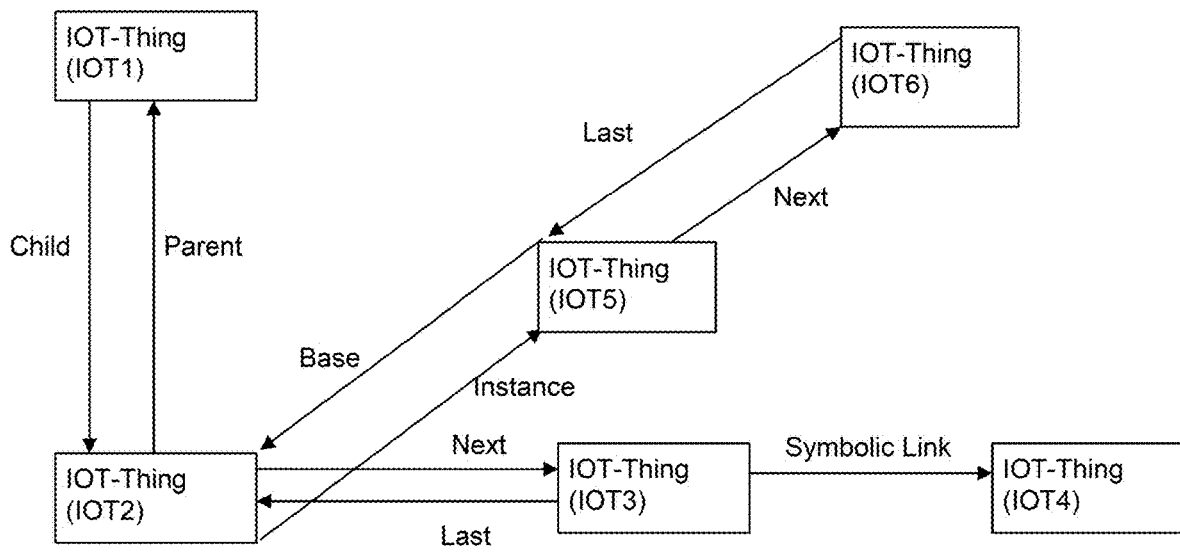 IOT-Thing
(IOT1)
IOT-Thing
(IOT6)
Last
Next
Child
Parent
IOT-Thing
(IOT5)
Base
Instance
Next
Symbolic Link
IOT-Thing
(IOT2)
IOT-Thing
(IOT3)
IOT-Thing
(IOT4)
Last